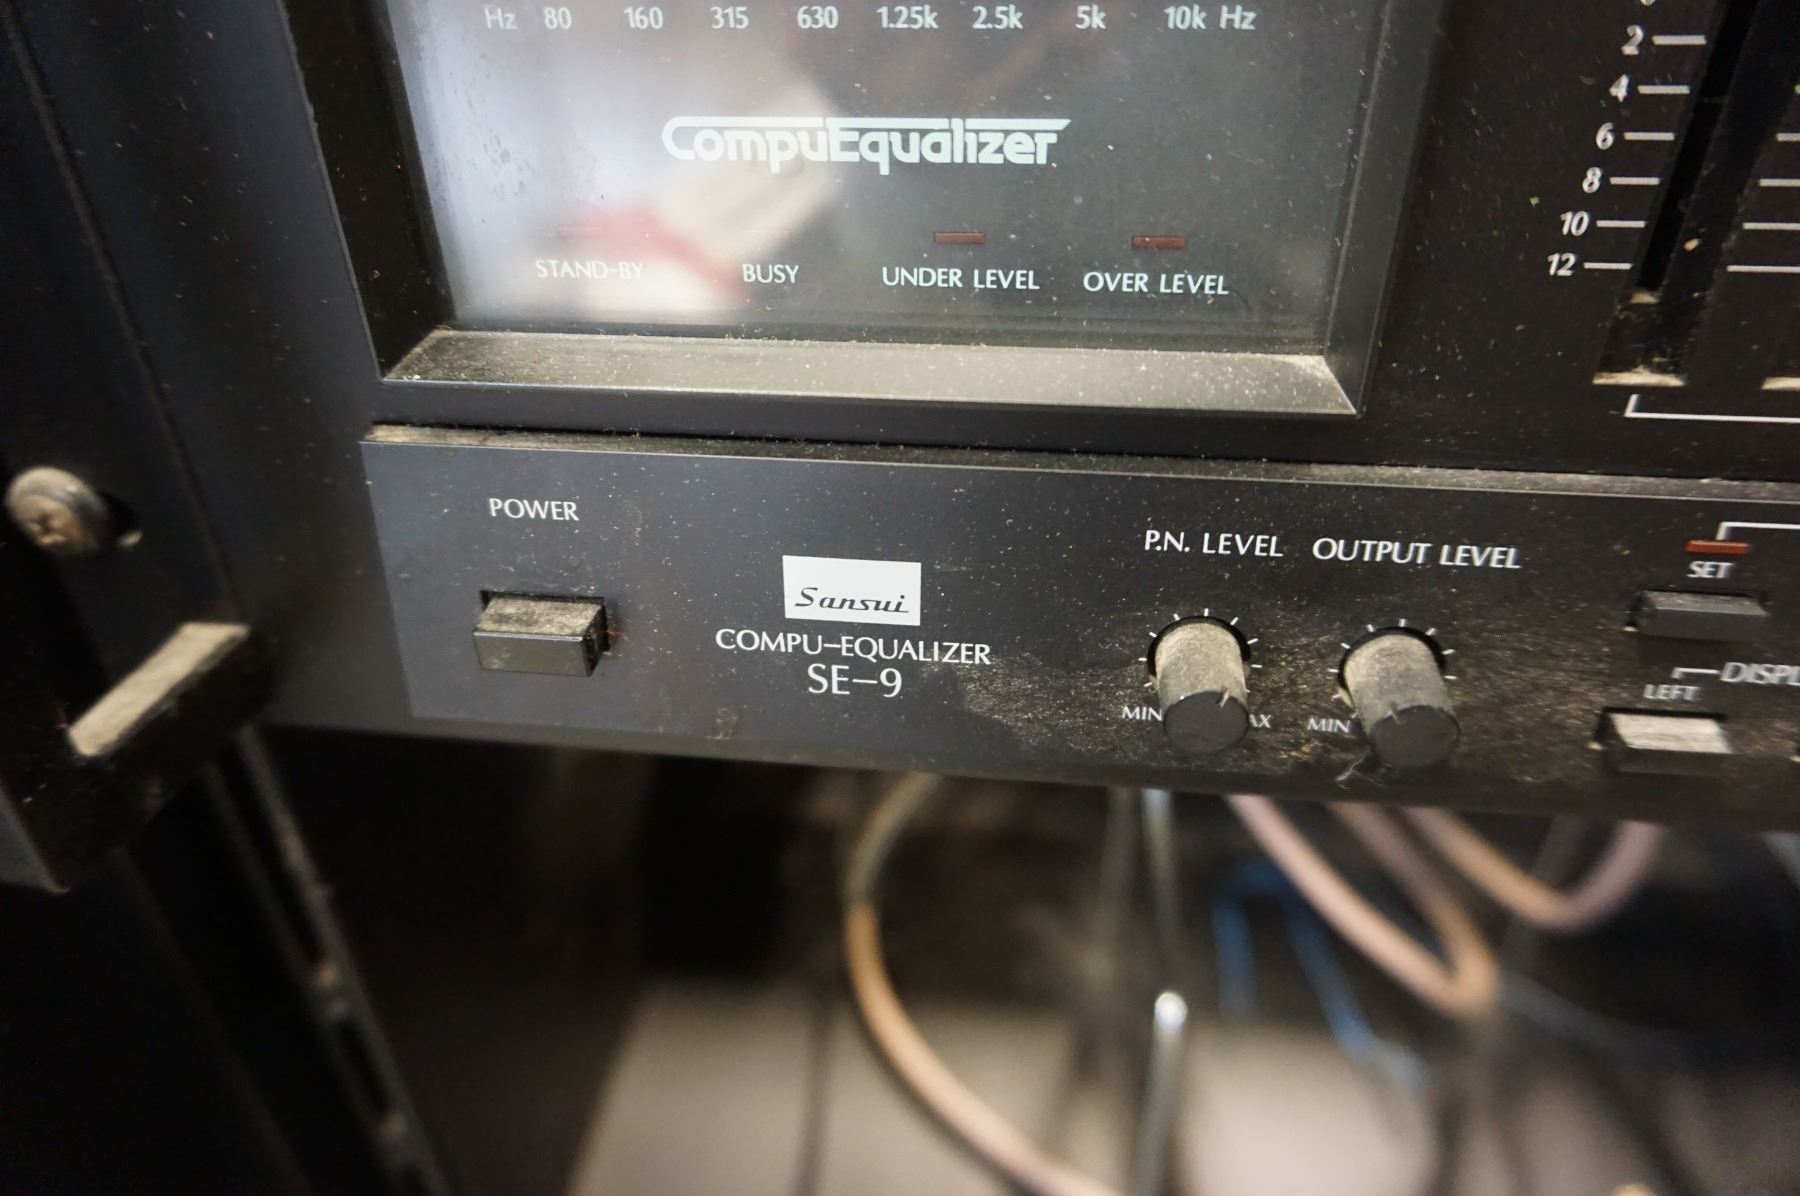 Hz 80 160 315 630 1.25k 2.5k 5k 10k Hz
CompuEqualizer
STAND-BY BUSY UNDER LEVEL OVER LEVEL
2
4
6
8
10
12
POWER
Sansui
COMPU-EQUALIZER
SE-9
P.N. LEVEL OUTPUT LEVEL
MIN AX MIN
SET
DISPL
LEFT